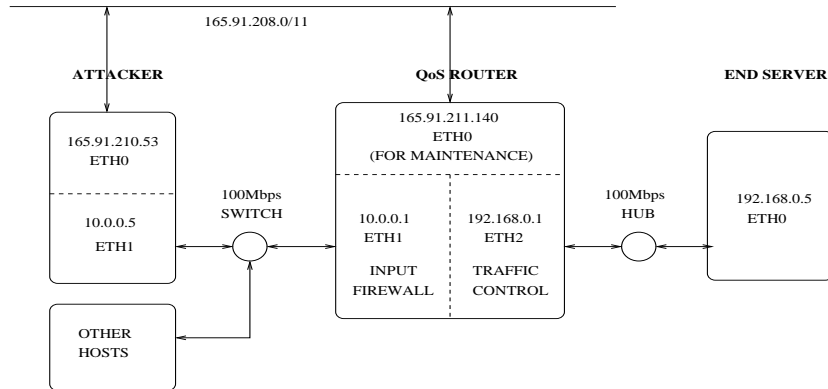 165.91.208.0/11
ATTACKER
QoS ROUTER
END SERVER
165.91.210.53
ETH0
10.0.0.5
ETH1
OTHER
HOSTS
100Mbps
SWITCH
165.91.211.140
ETH0
(FOR MAINTENANCE)
10.0.0.1
ETH1
INPUT
FIREWALL
192.168.0.1
ETH2
TRAFFIC
CONTROL
100Mbps
HUB
192.168.0.5
ETH0